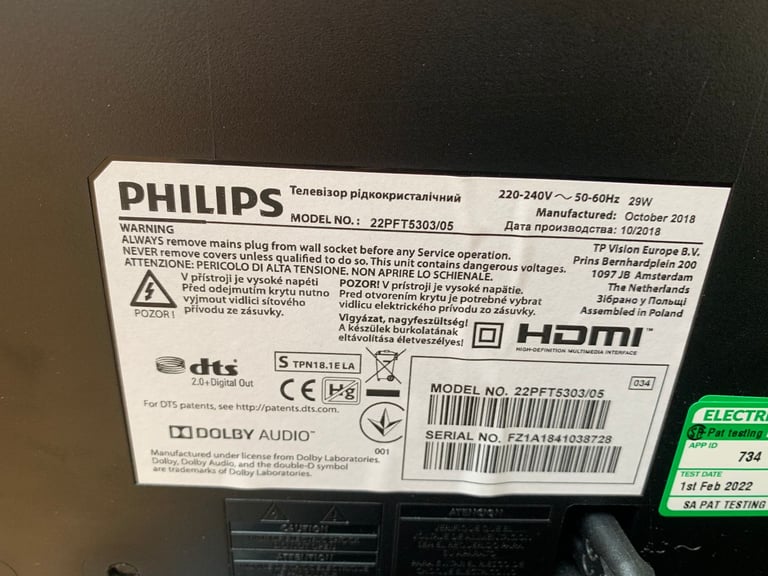 PHILIPS
Телевізор рідкокристалічний
MODEL NO.: 22PFT5303/05
220-240V ~ 50-60Hz 29W
Manufactured: October 2018
Дата производства: 10/2018
WARNING
ALWAYS remove mains plug from wall socket before any Service operation.
NEVER remove covers unless qualified to do so. This unit contains dangerous voltages.
ATTENZIONE: PERICOLO DI ALTA TENSIONE. NON APRIRE LO SCHIENALE.
TP Vision Europe B.V.
Prins Bernhardplein 200
1097 JB Amsterdam
The Netherlands
Зібрано у Польщі
Assembled in Poland
POZOR!
V přístroji je vysoké napětí
Před odejmutím krytu nutno
vyjmout vidlici síťového
přívodu ze zásuvky.
POZOR! V prístroji je vysoké napätie.
Pred otvorením krytu je potrebné vybrat
vidlicu elektrického prívodu zo zásuvky.
Vigyázat, nagyfeszültség!
A készülek burkolatának
eltávolítása életveszélyes!
HDMI™
HIGH-DEFINITION MULTIMEDIA INTERFACE
dts
2.0+Digital Out
S TPN18.1E LA
CE
Hg
For DTS patents, see http://patents.dts.com.
001
DOLBY AUDIO™
Manufactured under license from Dolby Laboratories.
Dolby, Dolby Audio, and the double-D symbol
are trademarks of Dolby Laboratories.
034
MODEL NO. 22PFT5303/05
SERIAL NO. FZ1A1841038728
ELECTRI
Pat testing
APP ID
734
TEST DATE
1st Feb 2022
SA PAT TESTING
CAUTION
ATTENTION
ATENCION